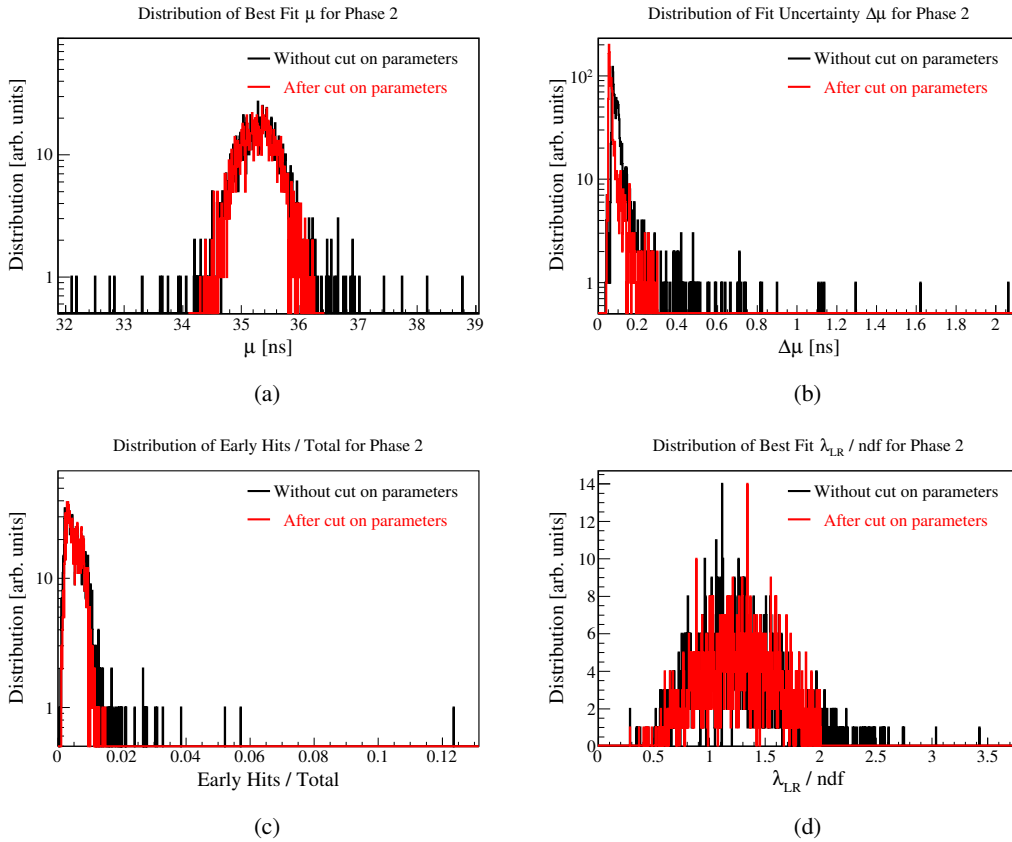 Distribution of Best Fit μ for Phase 2
Distribution [arb. units]
Without cut on parameters
After cut on parameters
10
1
32 33 34 35 36 37 38 39
μ [ns]
(a)
Distribution of Fit Uncertainty Δμ for Phase 2
Distribution [arb. units]
Without cut on parameters
After cut on parameters
10²
10
1
0 0.2 0.4 0.6 0.8 1 1.2 1.4 1.6 1.8 2
Δμ [ns]
(b)
Distribution of Early Hits / Total for Phase 2
Distribution [arb. units]
Without cut on parameters
After cut on parameters
10
1
0 0.02 0.04 0.06 0.08 0.1 0.12
Early Hits / Total
(c)
Distribution of Best Fit λ_LR / ndf for Phase 2
Distribution [arb. units]
Without cut on parameters
After cut on parameters
14
12
10
8
6
4
2
0
0 0.5 1 1.5 2 2.5 3 3.5
λ_LR / ndf
(d)